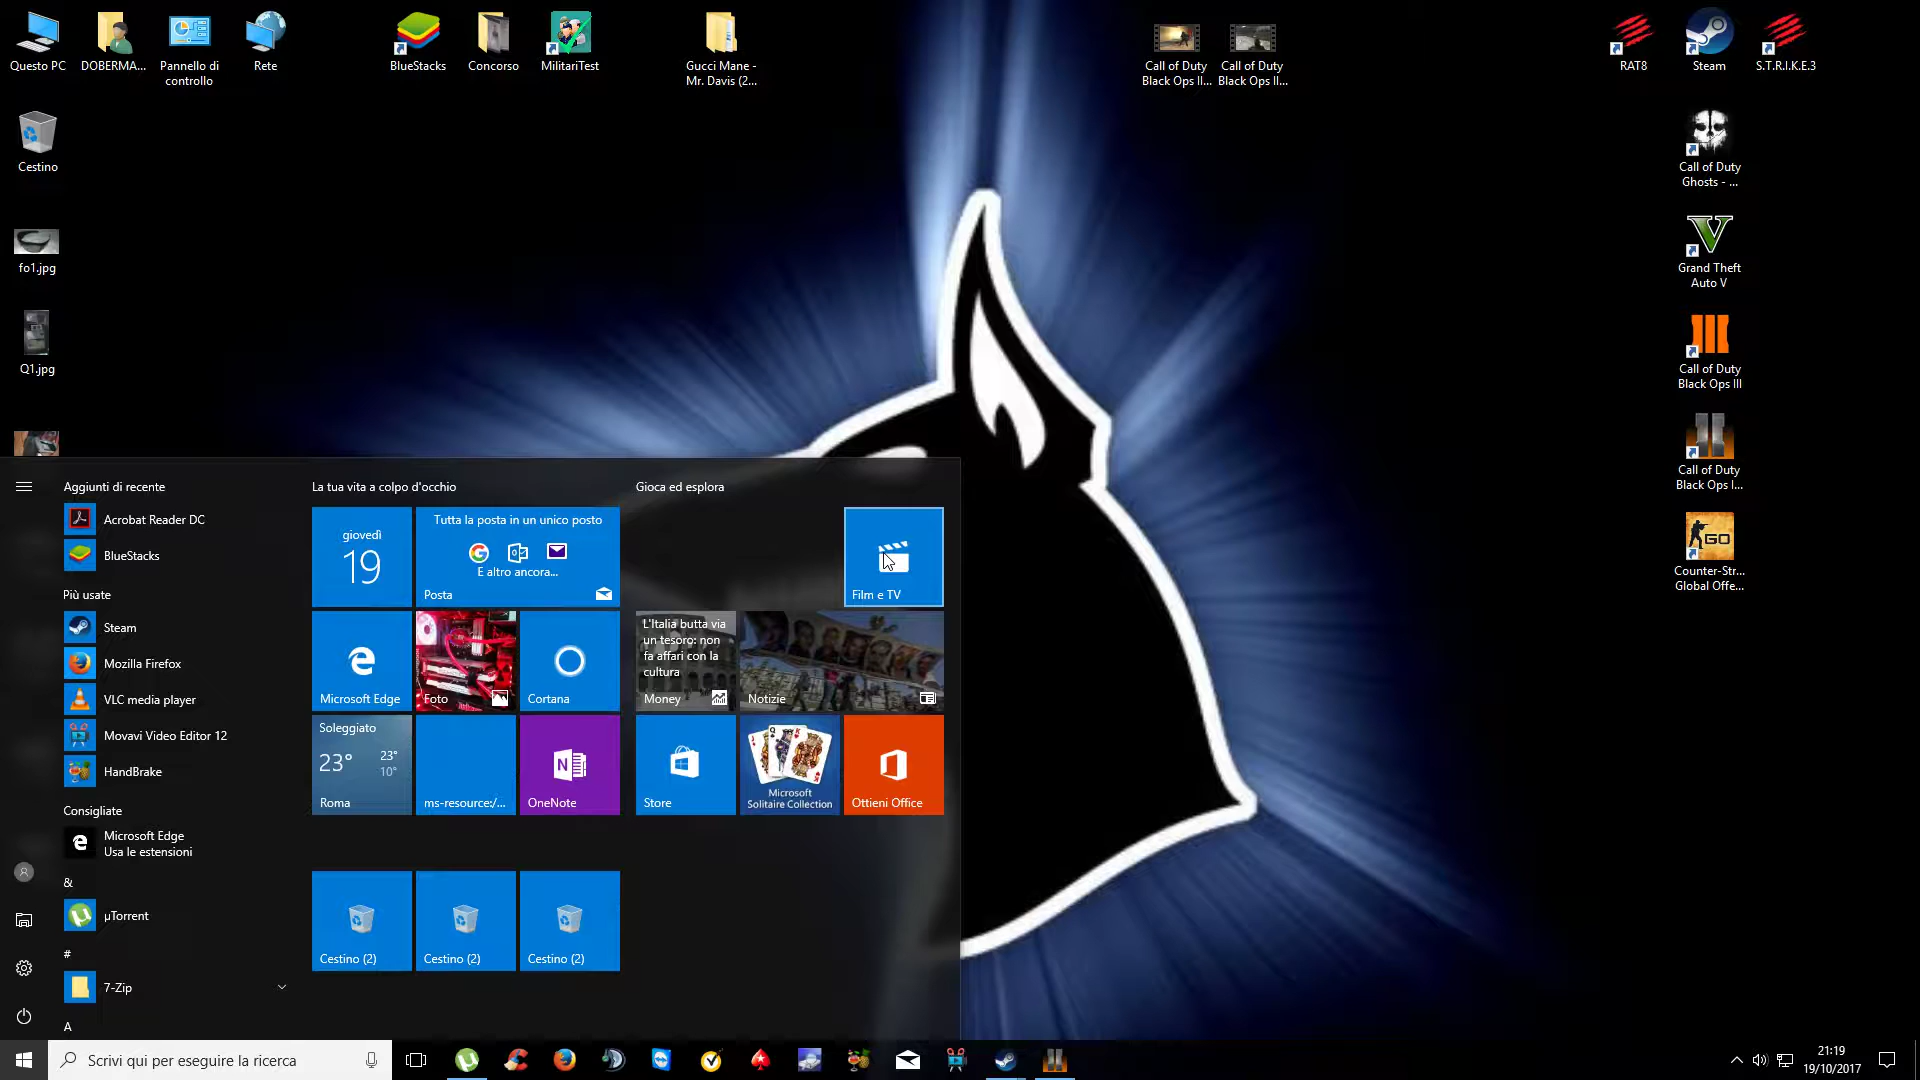 Questo PC
DOBERMA...
Pannello di
controllo
Rete
BlueStacks
Concorso
MilitariTest
Gucci Mane -
Mr. Davis (2...
Call of Duty
Black Ops II...
Call of Duty
Black Ops II...
RAT8
Steam
S.T.R.I.K.E.3
Cestino
Call of Duty
Ghosts - ...
fo1.jpg
Grand Theft
Auto V
Q1.jpg
Call of Duty
Black Ops III
Call of Duty
Black Ops I...
GO
Counter-Str...
Global Offe...
Aggiunti di recente
Acrobat Reader DC
BlueStacks
Più usate
Steam
Mozilla Firefox
VLC media player
Movavi Video Editor 12
HandBrake
Consigliate
Microsoft Edge
Usa le estensioni
&
µTorrent
#
7-Zip
A
La tua vita a colpo d'occhio
giovedì
19
Tutta la posta in un unico posto
E altro ancora...
Posta
Microsoft Edge
Foto
Cortana
Soleggiato
23°
23°
10°
Roma
ms-resource:/...
OneNote
Cestino (2)
Cestino (2)
Cestino (2)
Gioca ed esplora
Film e TV
L'Italia butta via
un tesoro: non
fa affari con la
cultura
Money
Notizie
Store
Microsoft
Solitaire Collection
Ottieni Office
Scrivi qui per eseguire la ricerca
21:19
19/10/2017